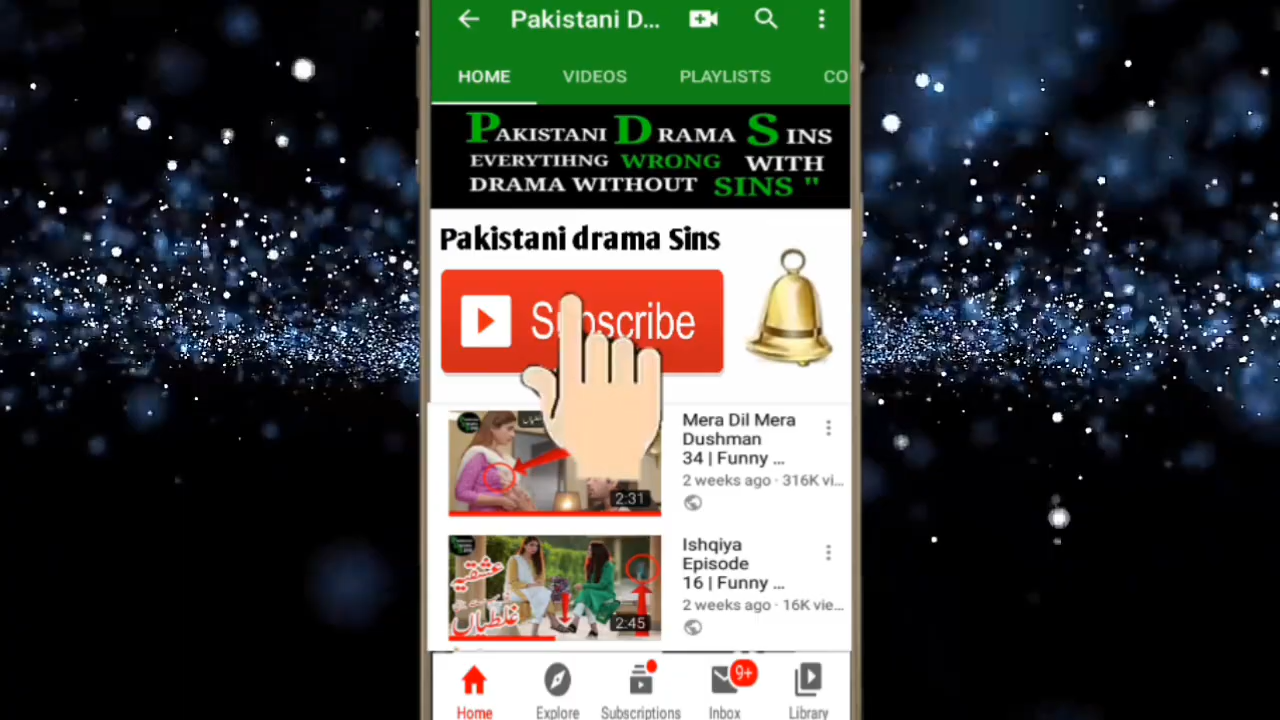 Pakistani D...
HOME VIDEOS PLAYLISTS CO
PAKISTANI DRAMA SINS
EVERYTIHNG WRONG WITH
DRAMA WITHOUT SINS "
Pakistani drama Sins
Subscribe
Mera Dil Mera
Dushman
34 | Funny ...
2 weeks ago · 316K vi...
2:31
Ishqiya
Episode
16 | Funny ...
2 weeks ago · 16K vie...
عشقیہ
غلطیاں
2:45
9+
Home Explore Subscriptions Inbox Library